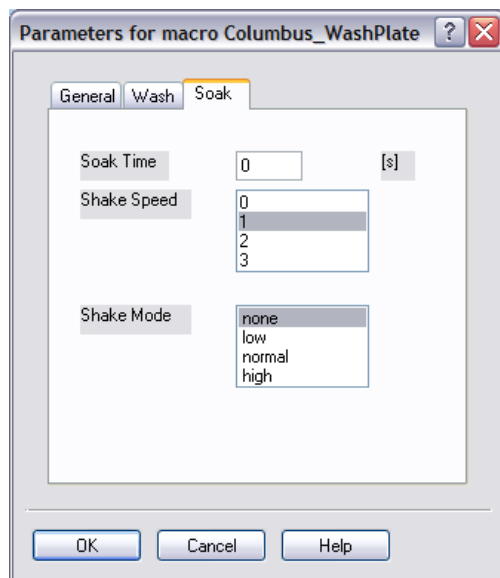 Parameters for macro Columbus_WashPlate ? X
General Wash Soak
Soak Time 0 [s]
Shake Speed
0
1
2
3
Shake Mode
none
low
normal
high
OK Cancel Help